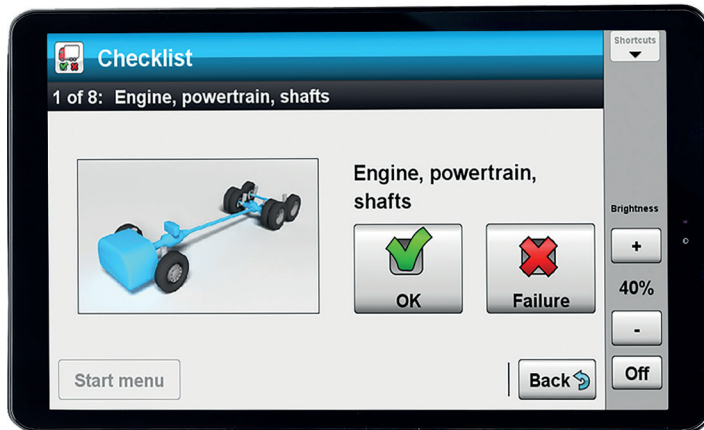 Checklist
Shortcuts
1 of 8: Engine, powertrain, shafts
Engine, powertrain,
shafts
OK
Failure
Brightness
+
40%
-
Off
Start menu
Back